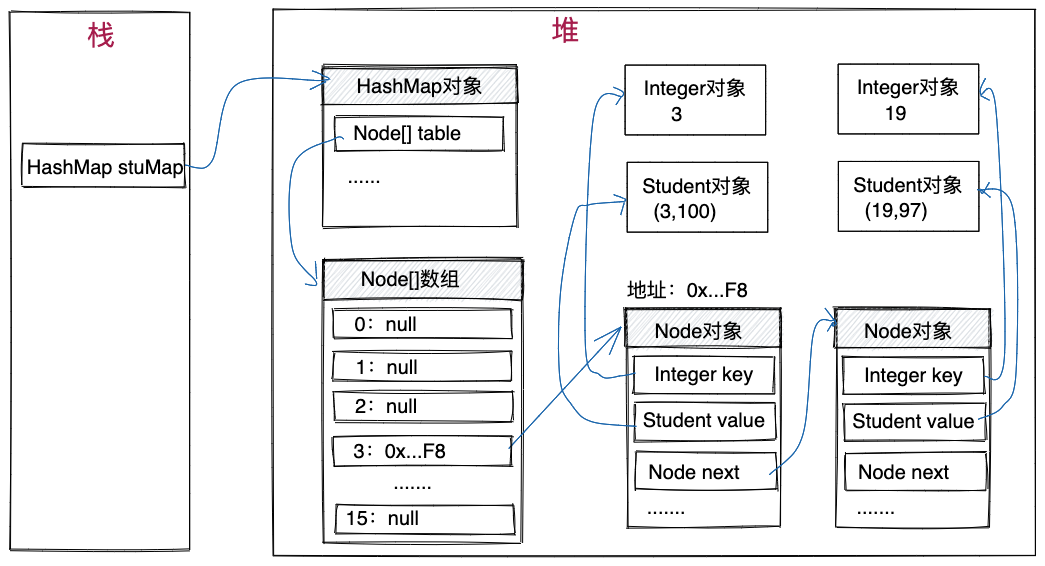 栈
HashMap stuMap
堆
HashMap对象
Node[] table
......
Node[]数组
0：null
1：null
2：null
3：0x...F8
.......
15：null
Integer对象
3
Student对象
(3,100)
地址：0x...F8
Node对象
Integer key
Student value
Node next
.......
Integer对象
19
Student对象
(19,97)
Node对象
Integer key
Student value
Node next
.......